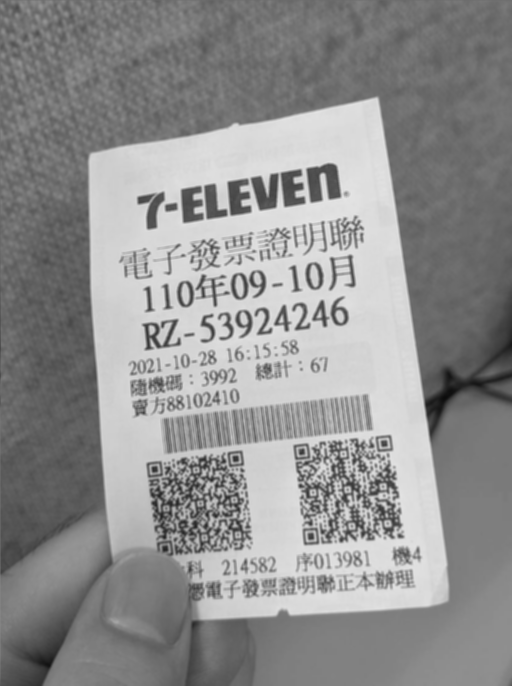 7-ELEVEN
電子發票證明聯
110年09-10月
RZ-53924246
2021-10-28 16:15:58
隨機碼：3992 總計：67
賣方88102410
科 214582 序013981 機4
憑電子發票證明聯正本辦理